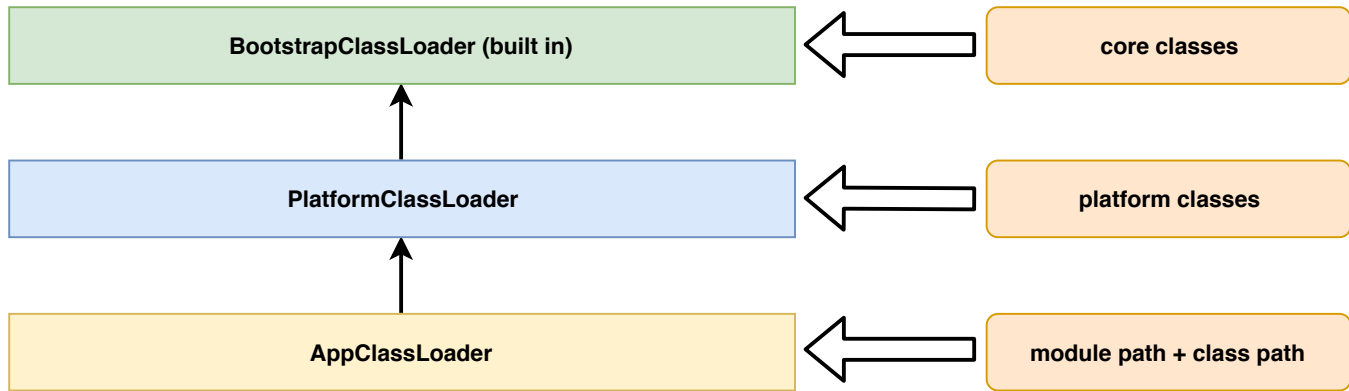 BootstrapClassLoader (built in)
core classes
PlatformClassLoader
platform classes
AppClassLoader
module path + class path